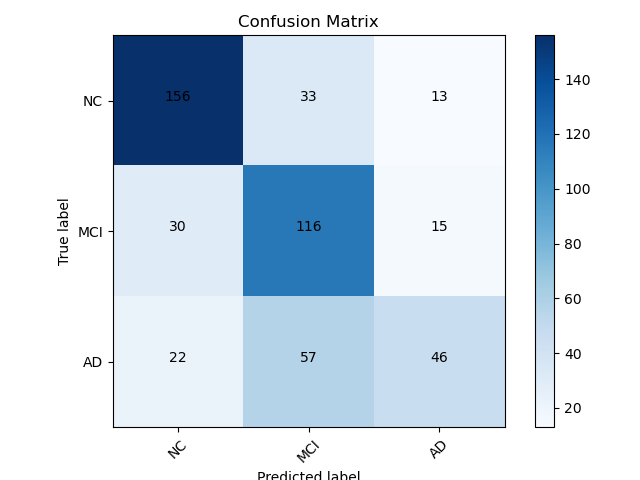 Confusion Matrix
True label
NC 156 33 13
MCI 30 116 15
AD 22 57 46
NC MCI AD
Predicted label
140
120
100
80
60
40
20